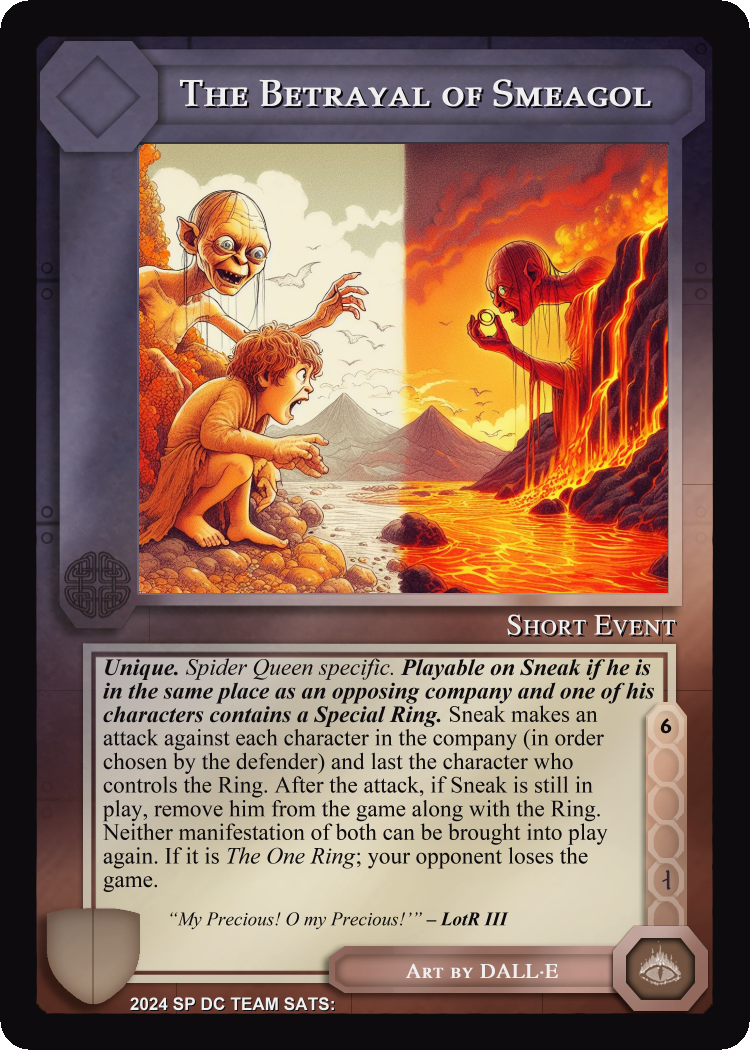 The Betrayal of Smeagol
Short Event
Unique. Spider Queen specific. Playable on Sneak if he is
in the same place as an opposing company and one of his
characters contains a Special Ring. Sneak makes an
attack against each character in the company (in order
chosen by the defender) and last the character who
controls the Ring. After the attack, if Sneak is still in
play, remove him from the game along with the Ring.
Neither manifestation of both can be brought into play
again. If it is The One Ring; your opponent loses the
game.
6
“My Precious! O my Precious!’” – LotR III
Art by DALL·E
2024 SP DC TEAM SATS: